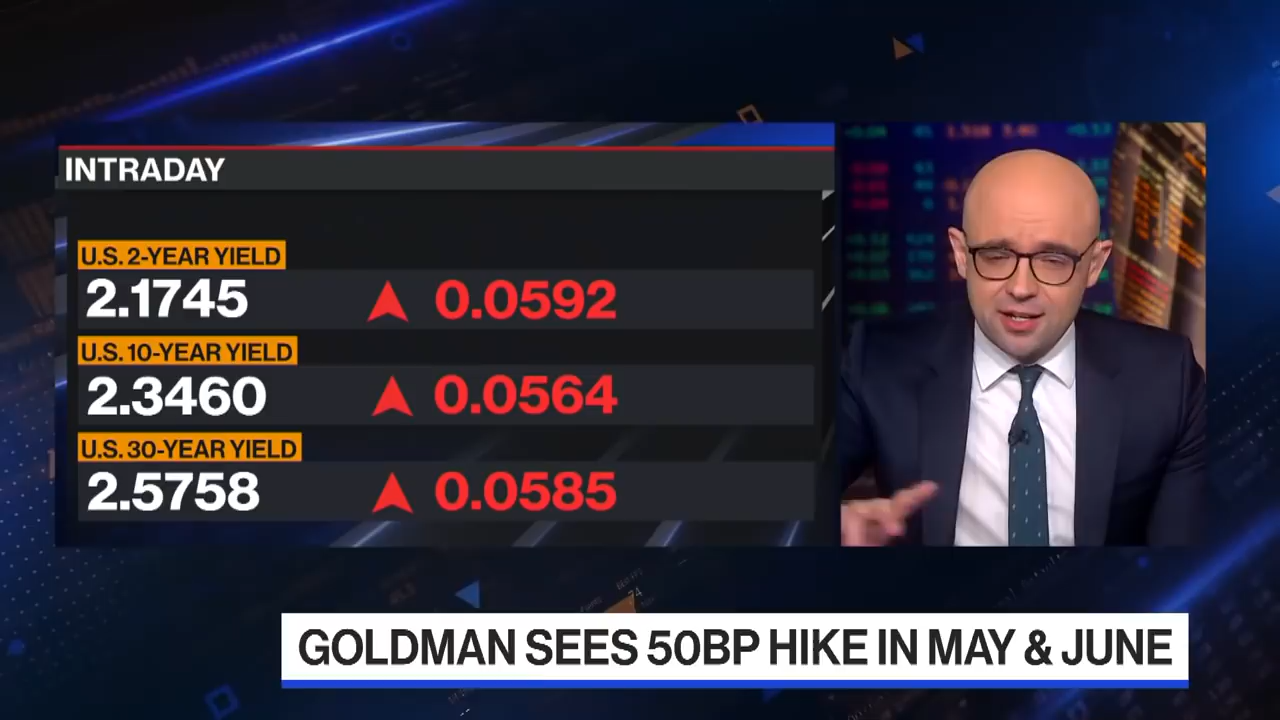 INTRADAY
U.S. 2-YEAR YIELD
2.1745 ▲ 0.0592
U.S. 10-YEAR YIELD
2.3460 ▲ 0.0564
U.S. 30-YEAR YIELD
2.5758 ▲ 0.0585
GOLDMAN SEES 50BP HIKE IN MAY & JUNE